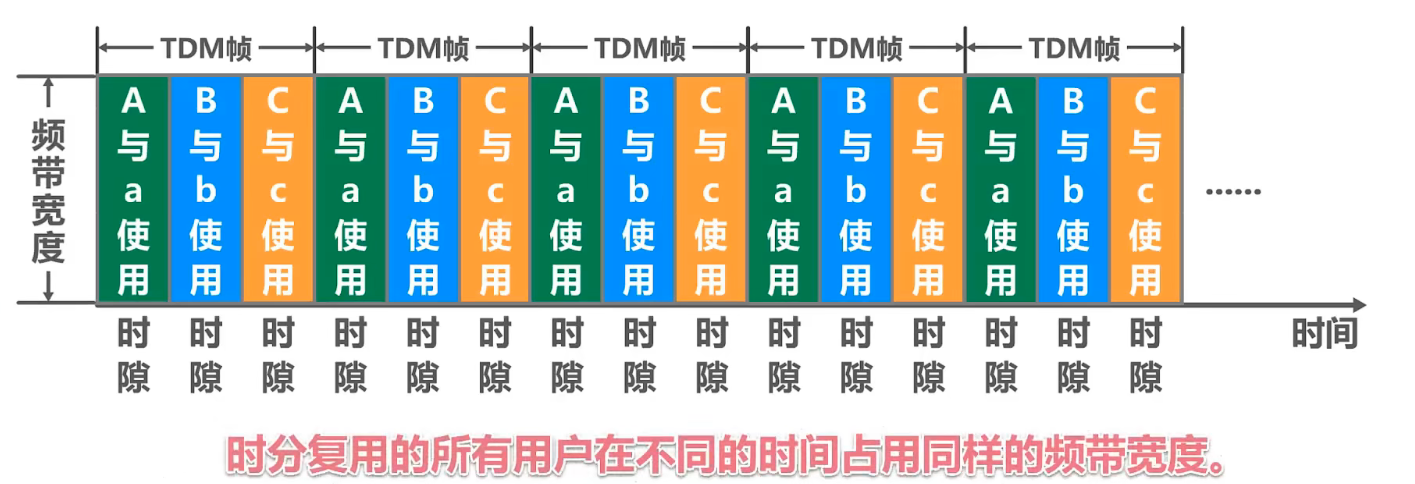 TDM帧 TDM帧 TDM帧 TDM帧 TDM帧
频带宽度
A与a使用 B与b使用 C与c使用 A与a使用 B与b使用 C与c使用 A与a使用 B与b使用 C与c使用 A与a使用 B与b使用 C与c使用 A与a使用 B与b使用 C与c使用 ......
时隙 时隙 时隙 时隙 时隙 时隙 时隙 时隙 时隙 时隙 时隙 时隙 时隙 时隙 时隙 时间
时分复用的所有用户在不同的时间占用同样的频带宽度。